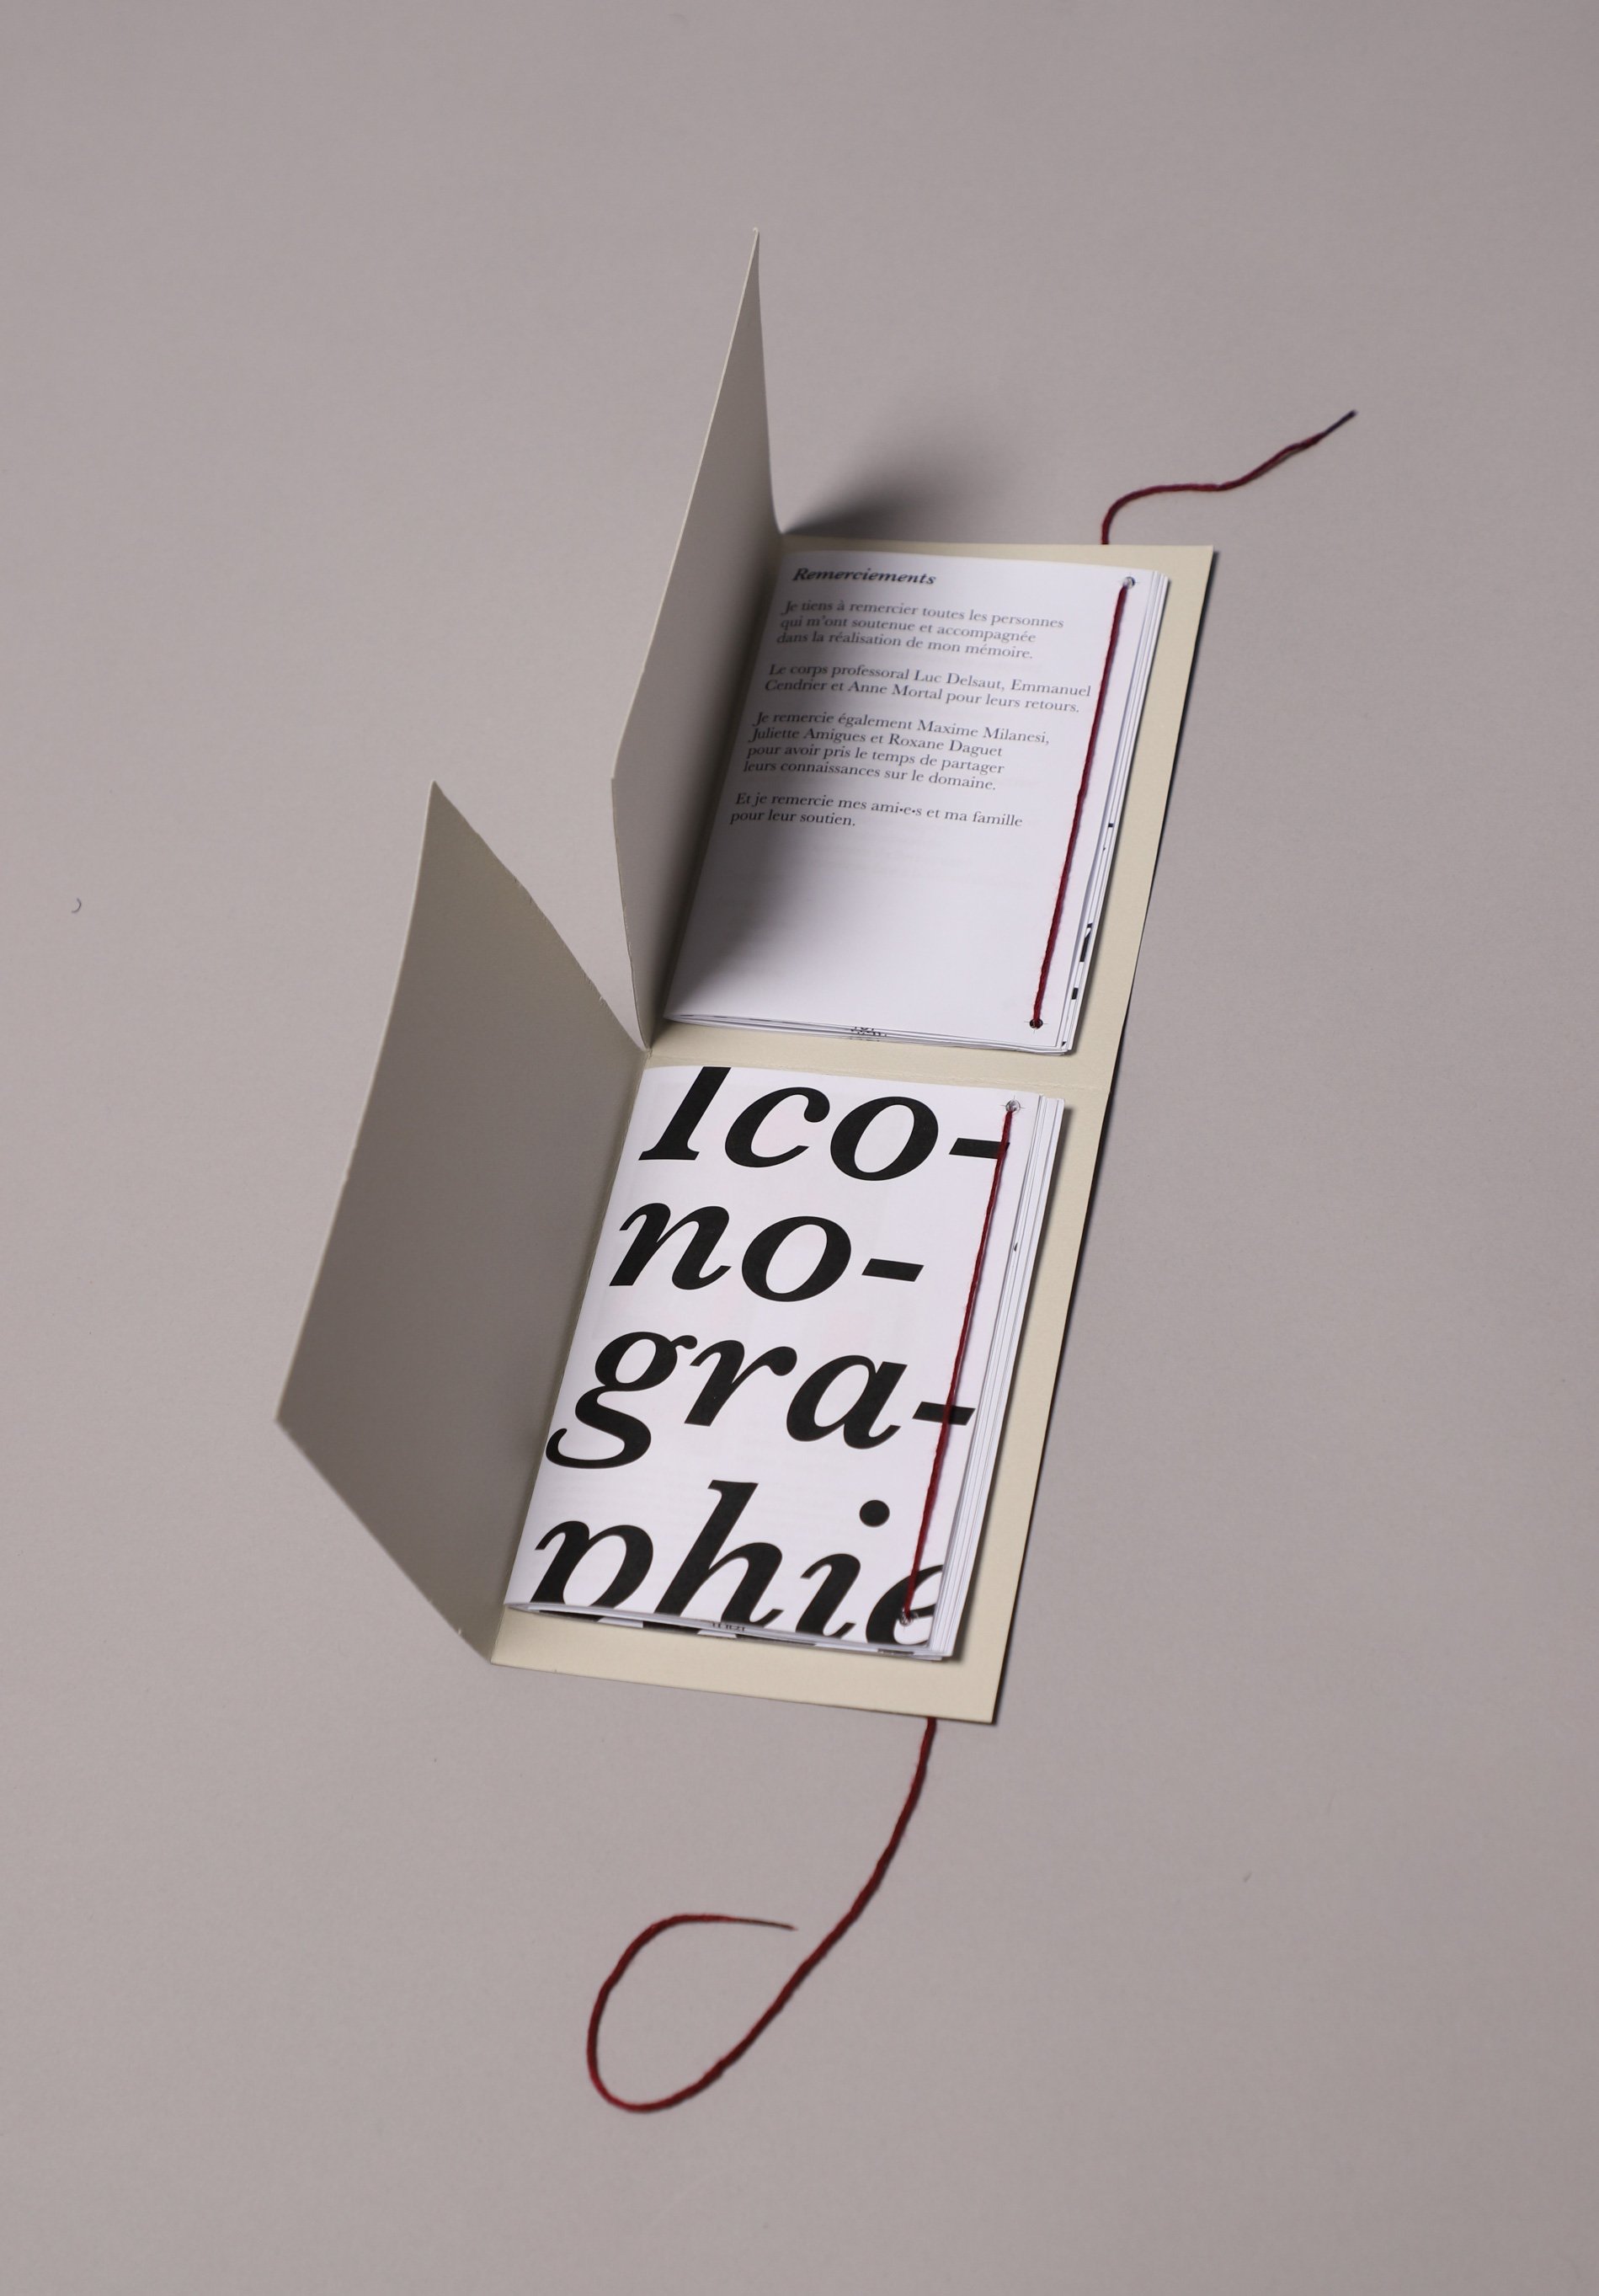 Remerciements
Je tiens à remercier toutes les personnes
qui m'ont soutenue et accompagnée
dans la réalisation de mon mémoire.
Le corps professoral Luc Delsaut, Emmanuel
Cendrier et Anne Mortal pour leurs retours.
Je remercie également Maxime Milanesi,
Juliette Amigues et Roxane Daguet
pour avoir pris le temps de partager
leurs connaissances sur le domaine.
Et je remercie mes ami•e•s et ma famille
pour leur soutien.
Ico-
no-
gra-
phie